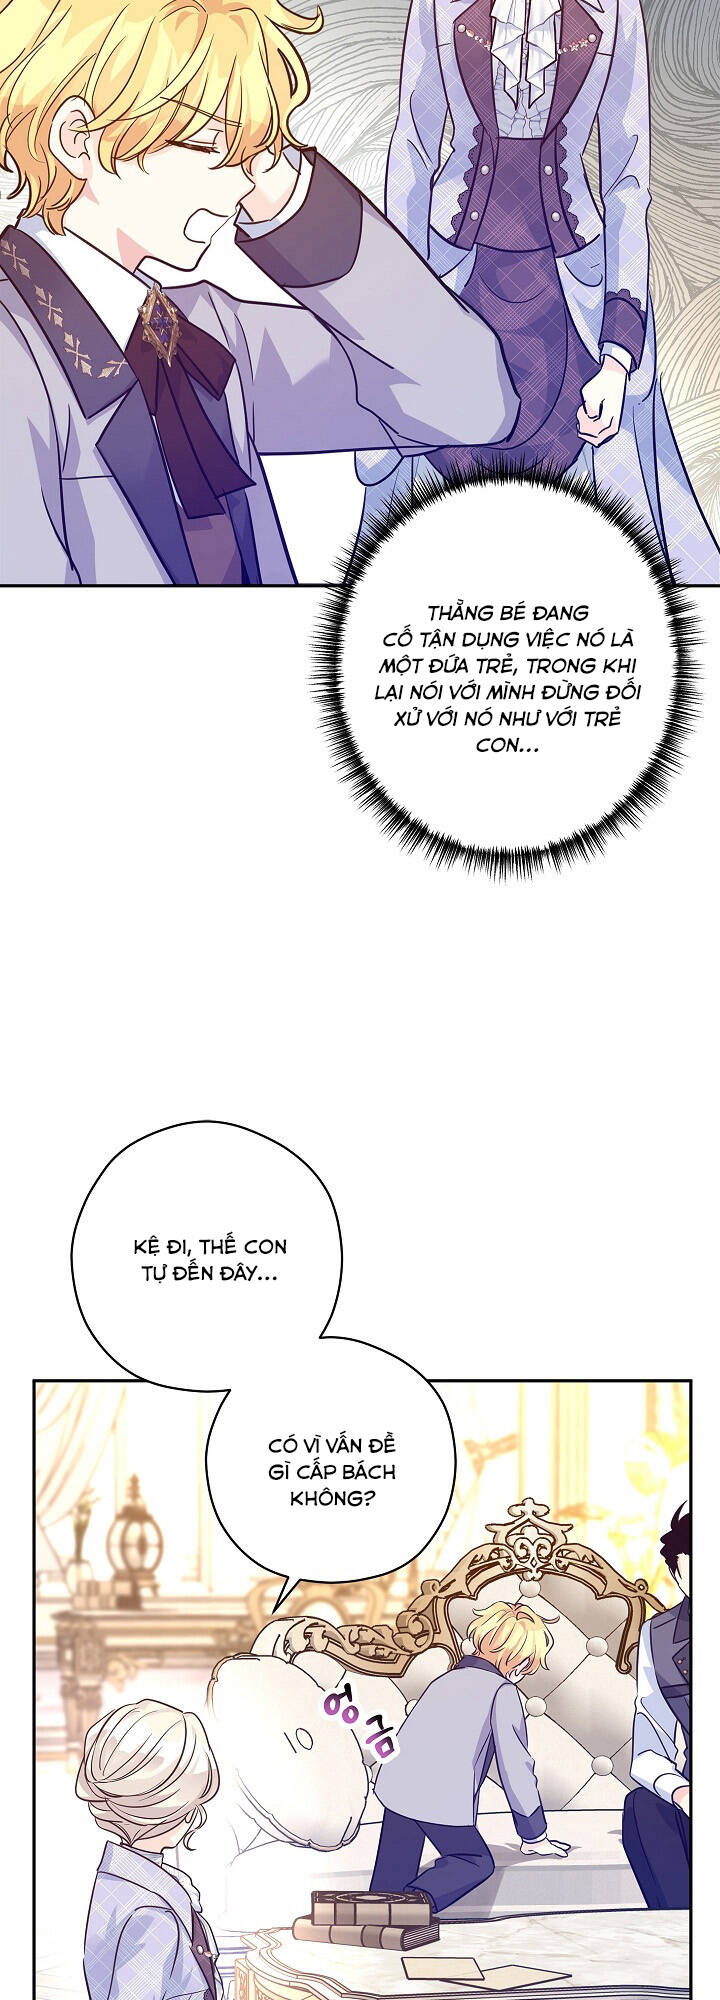 THẰNG BÉ ĐANG
CỐ TẬN DỤNG VIỆC NÓ LÀ
MỘT ĐỨA TRẺ, TRONG KHI
LẠI NÓI VỚI MÌNH ĐỪNG ĐỐI
XỬ VỚI NÓ NHƯ VỚI TRẺ
CON...
KỆ ĐI, THẾ CON
TỰ ĐẾN ĐÂY...
CÓ VÌ VẤN ĐỀ
GÌ CẤP BÁCH
KHÔNG?
엉금